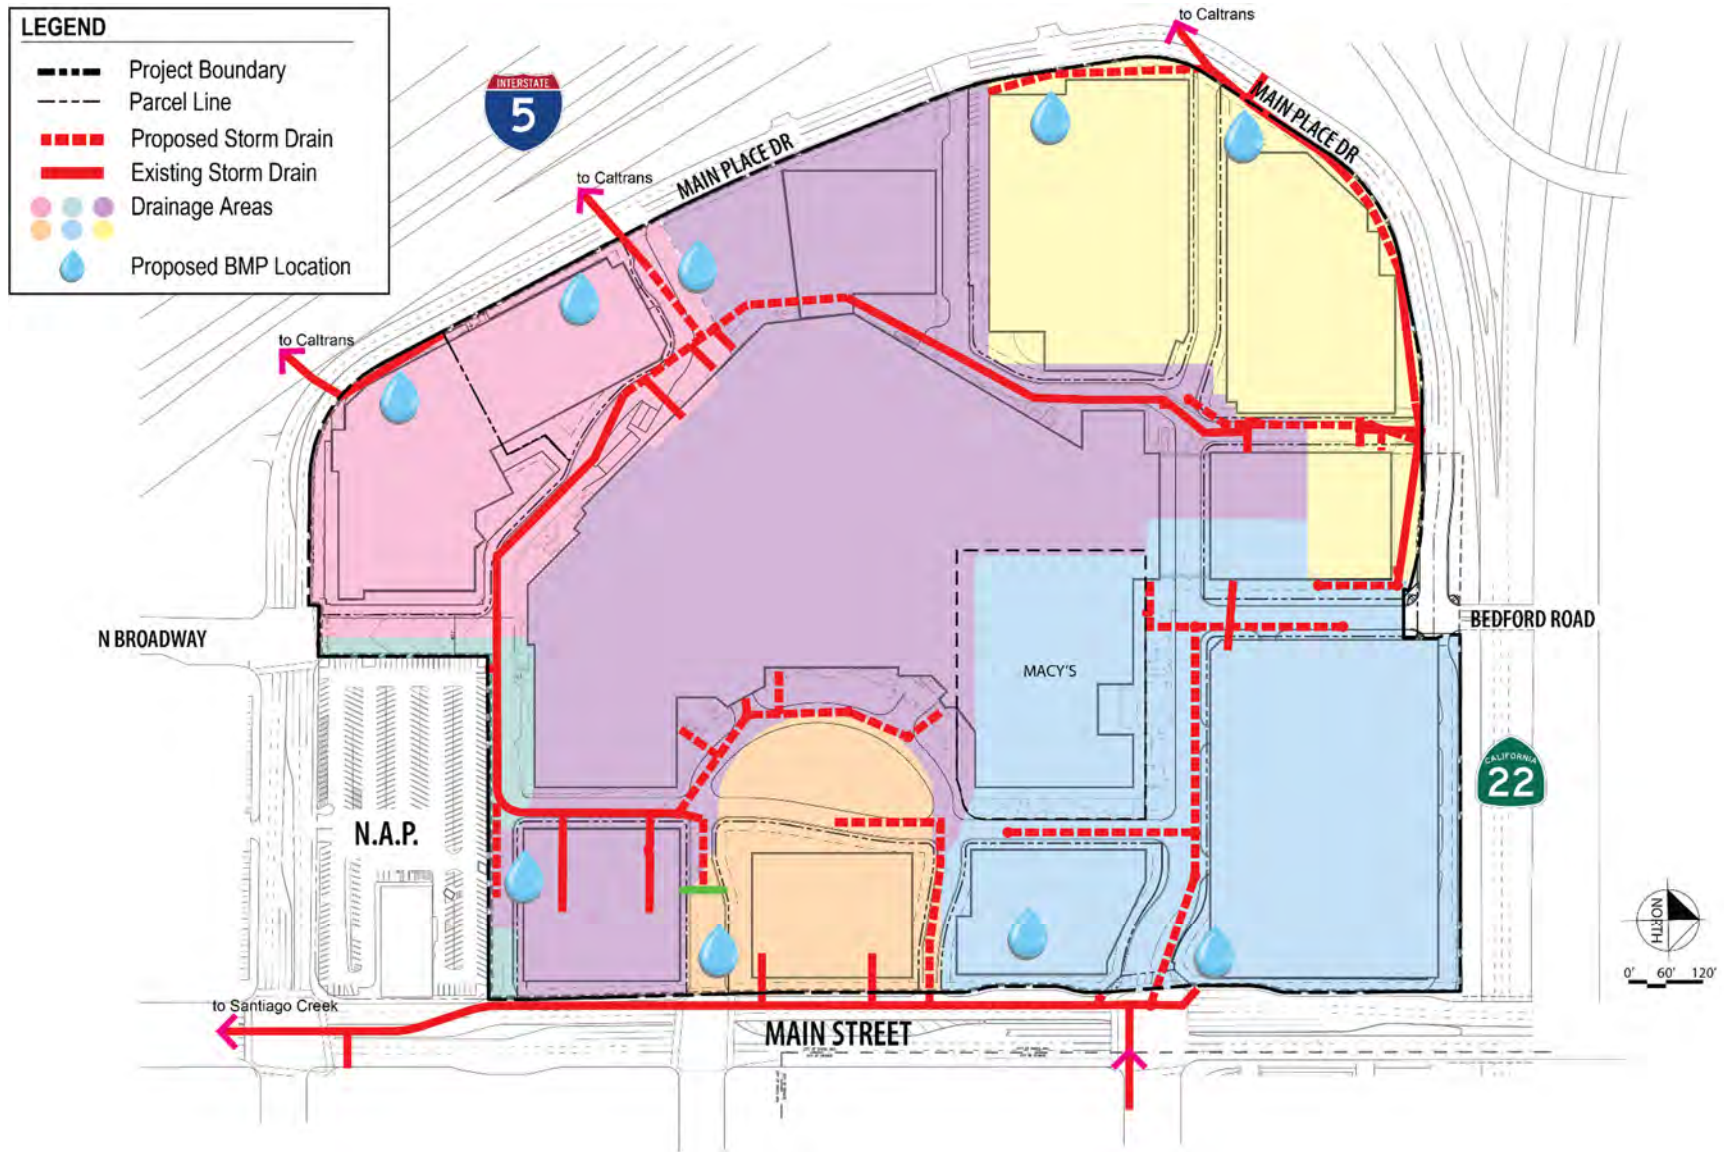 LEGEND
Project Boundary
Parcel Line
Proposed Storm Drain
Existing Storm Drain
Drainage Areas
Proposed BMP Location
to Caltrans
INTERSTATE
5
MAIN PLACE DR
MAIN PLACE DR
to Caltrans
to Caltrans
N BROADWAY
BEDFORD ROAD
MACY'S
CALIFORNIA
22
N.A.P.
NORTH
0' 60' 120'
to Santiago Creek
MAIN STREET